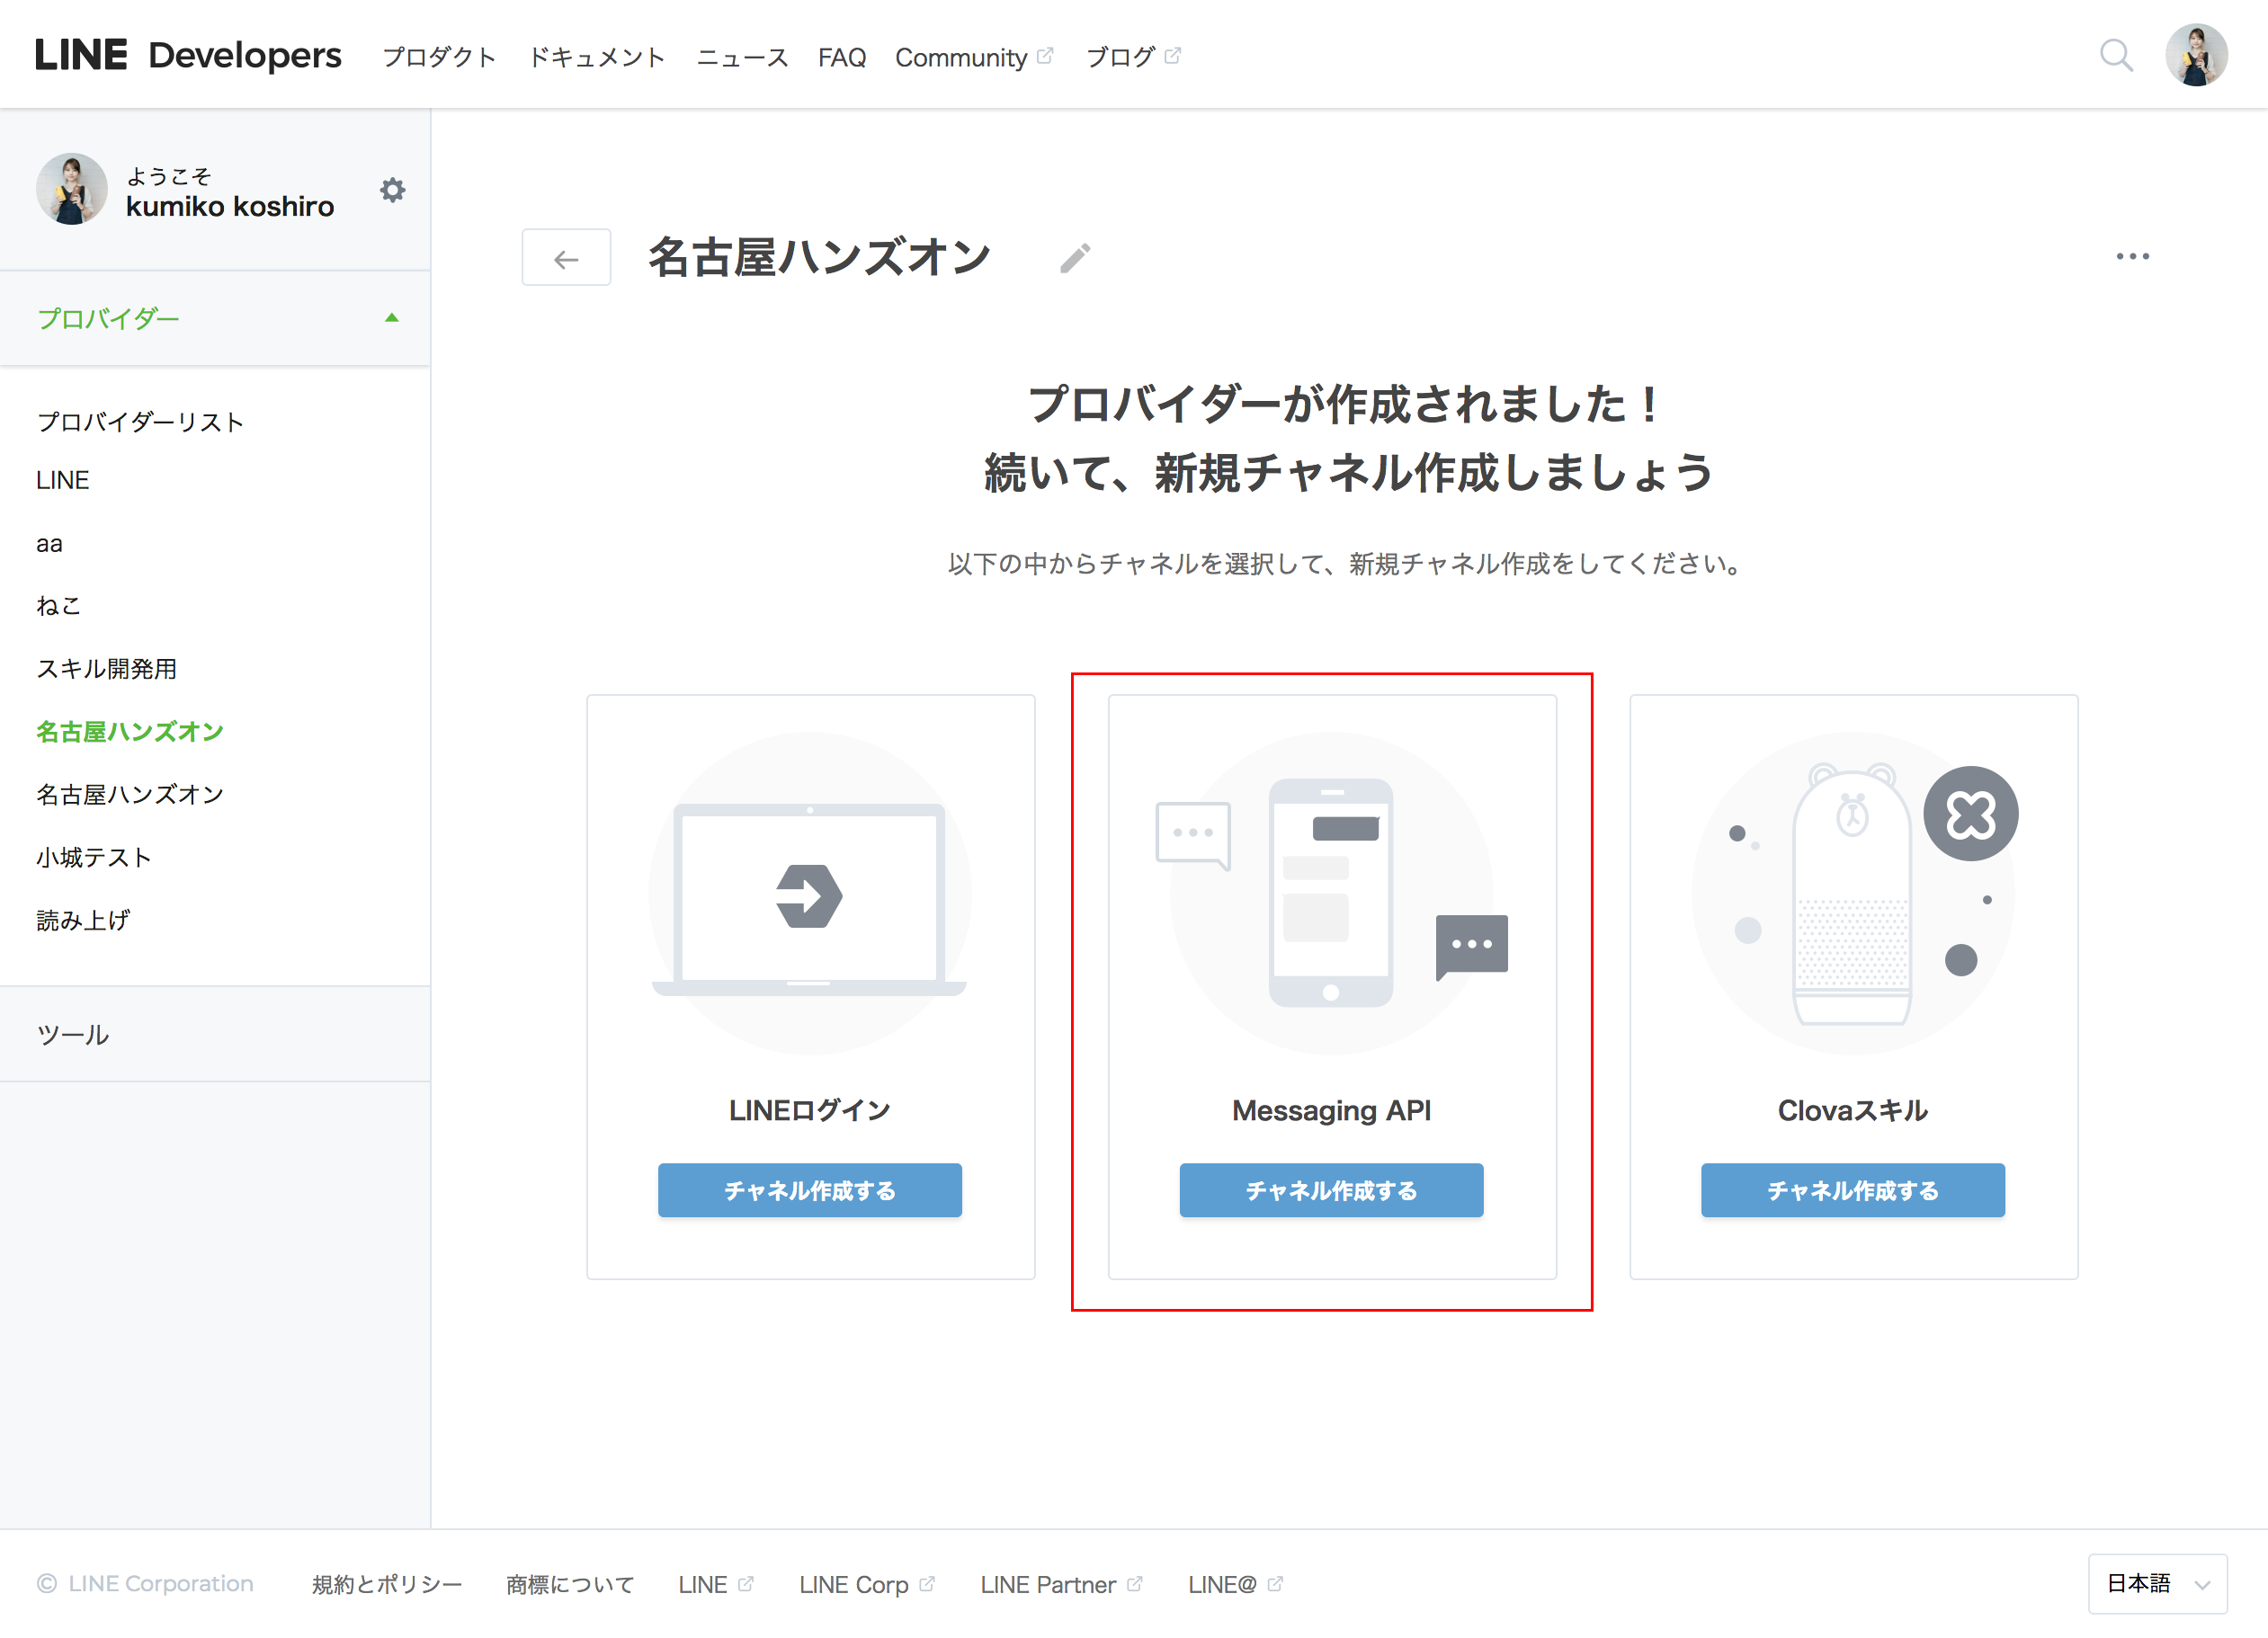 LINE Developers プロダクト ドキュメント ニュース FAQ Community ブログ
ようこそ
kumiko koshiro
プロバイダー
プロバイダーリスト
LINE
aa
ねこ
スキル開発用
名古屋ハンズオン
名古屋ハンズオン
小城テスト
読み上げ
ツール
名古屋ハンズオン
プロバイダーが作成されました！
続いて、新規チャネル作成しましょう
以下の中からチャネルを選択して、新規チャネル作成をしてください。
LINEログイン
チャネル作成する
Messaging API
チャネル作成する
Clovaスキル
チャネル作成する
© LINE Corporation 規約とポリシー 商標について LINE LINE Corp LINE Partner LINE@ 日本語